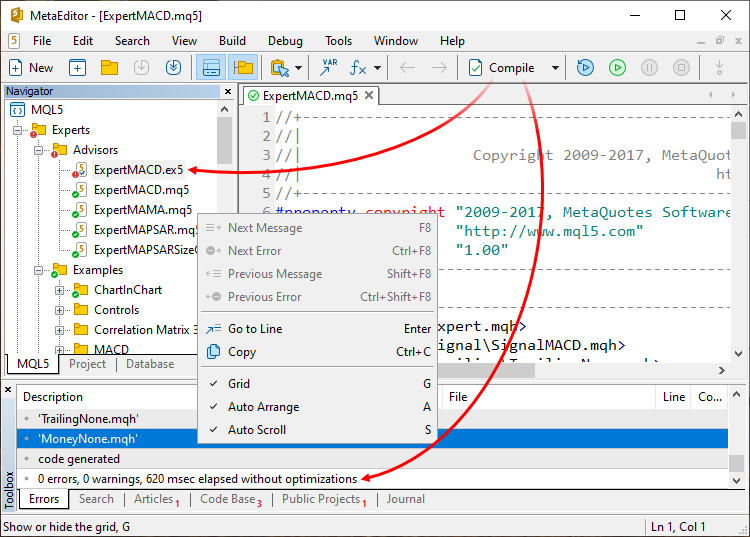 MetaEditor - [ExpertMACD.mq5]
File Edit Search View Build Debug Tools Window Help
New VAR Compile
Navigator
ExpertMACD.mq5
MQL5
Experts
Advisors
ExpertMACD.ex5
ExpertMACD.mq5
ExpertMAMA.mq5
ExpertMAPSAR.mq5
ExpertMAPSARSizeO
Examples
ChartInChart
Controls
Correlation Matrix 3
MACD
MQL5 Project Database
1 //+--------------------------------
2 //|
3 //| Copyright 2009-2017, MetaQuot
4 //| ht
5 //+--------------------------------
6 #property copyright "2009-2017, MetaQuotes Softwar
"http://www.mql5.com"
"1.00"
xpert.mqh>
ignal\SignalMACD.mqh>
Next Message F8
Next Error Ctrl+F8
Previous Message Shift+F8
Previous Error Ctrl+Shift+F8
Go to Line Enter
Copy Ctrl+C
Grid G
Auto Arrange A
Auto Scroll S
Description File Line Co...
'TrailingNone.mqh'
'MoneyNone.mqh'
code generated
0 errors, 0 warnings, 620 msec elapsed without optimizations
Toolbox
Errors Search Articles 1 Code Base 3 Public Projects 1 Journal
Show or hide the grid, G Ln 1, Col 1